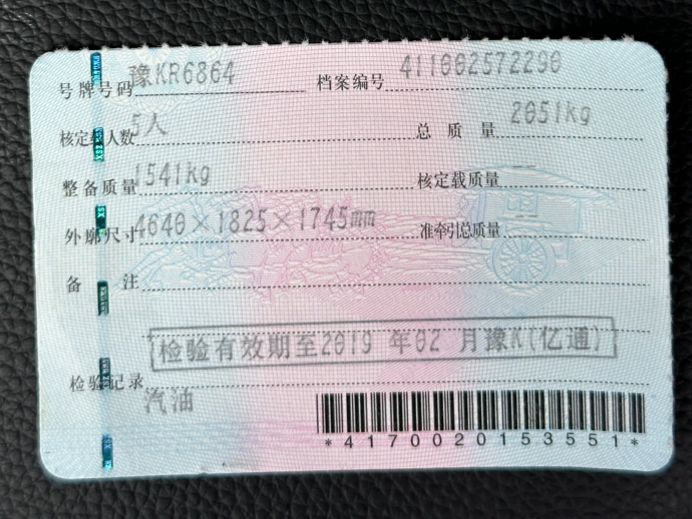 号牌号码 豫KR6864 档案编号 411002572290
核定载人数 5人 总质量 2051kg
整备质量 1541kg 核定载质量 --
外廓尺寸 4640×1825×1745mm 准牵引总质量 --
备注
检验有效期至2019年02月豫K(亿通)
检验记录
汽油
*4170020153551*